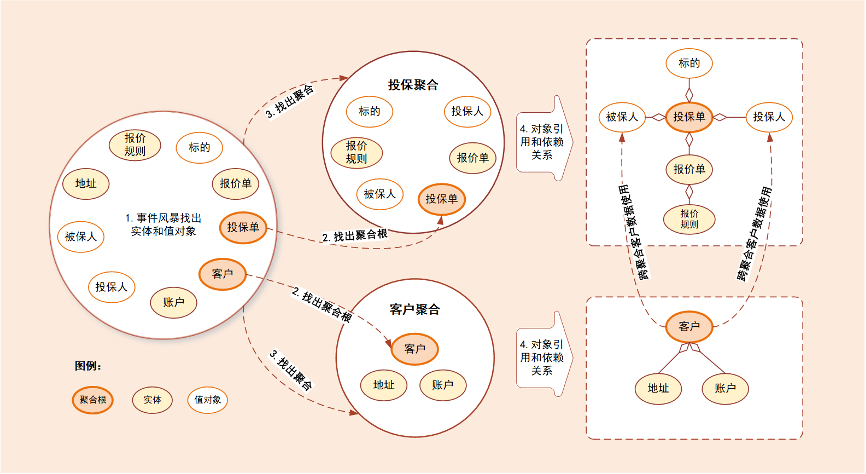 报价
规则
标的
地址
报价单
1. 事件风暴找出
实体和值对象
投保单
被保人
客户
投保人
账户
图例：
聚合根
实体
值对象
3. 找出聚合
2. 找出聚合根
2. 找出聚合根
3. 找出聚合
投保聚合
标的
投保人
报价
规则
报价单
被保人
投保单
客户聚合
客户
地址
账户
4. 对象引
用和依赖
关系
4. 对象引
用和依赖
关系
标的
被保人
投保单
投保人
报价单
报价
规则
跨聚合客户数据使用
跨聚合客户数据使用
客户
地址
账户